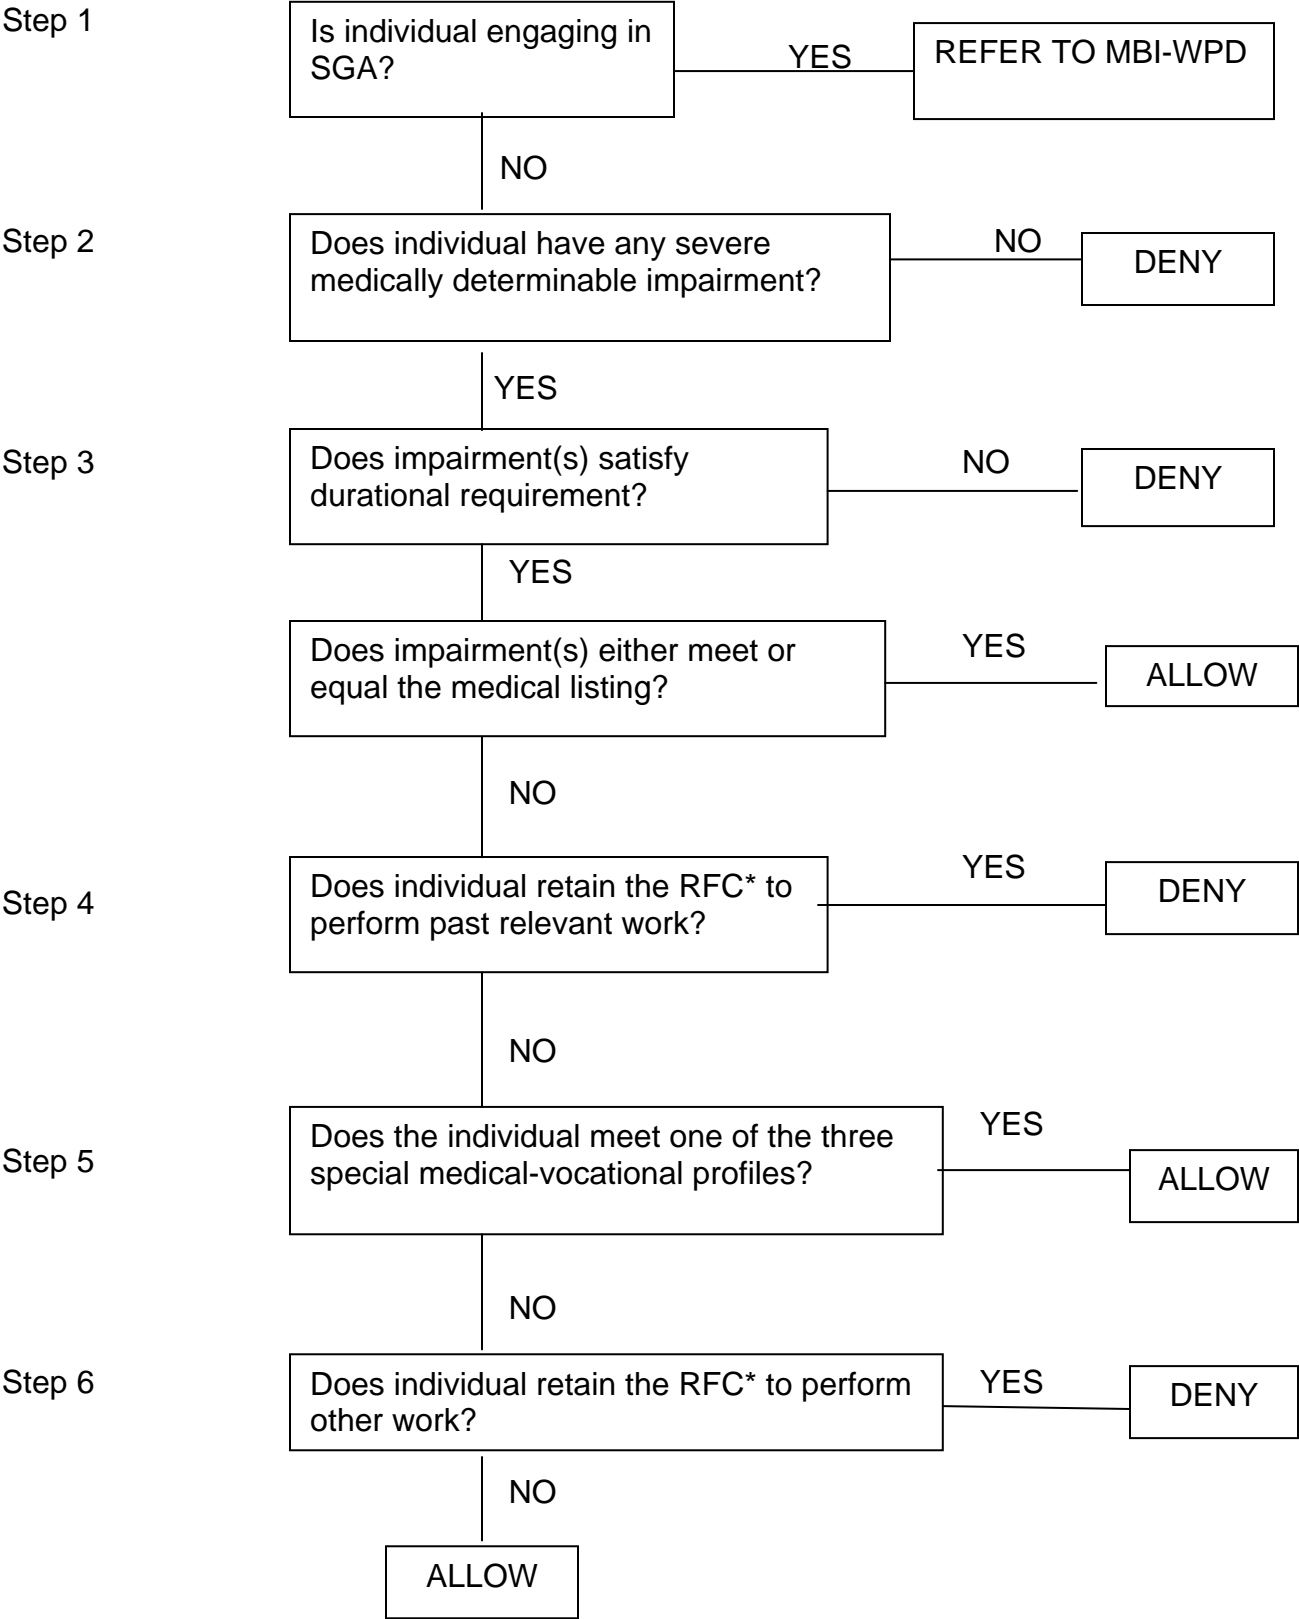 Step 1
Is individual engaging in
SGA?
YES
REFER TO MBI-WPD
NO
Step 2
Does individual have any severe
medically determinable impairment?
NO
DENY
YES
Step 3
Does impairment(s) satisfy
durational requirement?
NO
DENY
YES
Does impairment(s) either meet or
equal the medical listing?
YES
ALLOW
NO
Step 4
Does individual retain the RFC* to
perform past relevant work?
YES
DENY
NO
Step 5
Does the individual meet one of the three
special medical-vocational profiles?
YES
ALLOW
NO
Step 6
Does individual retain the RFC* to perform
other work?
YES
DENY
NO
ALLOW